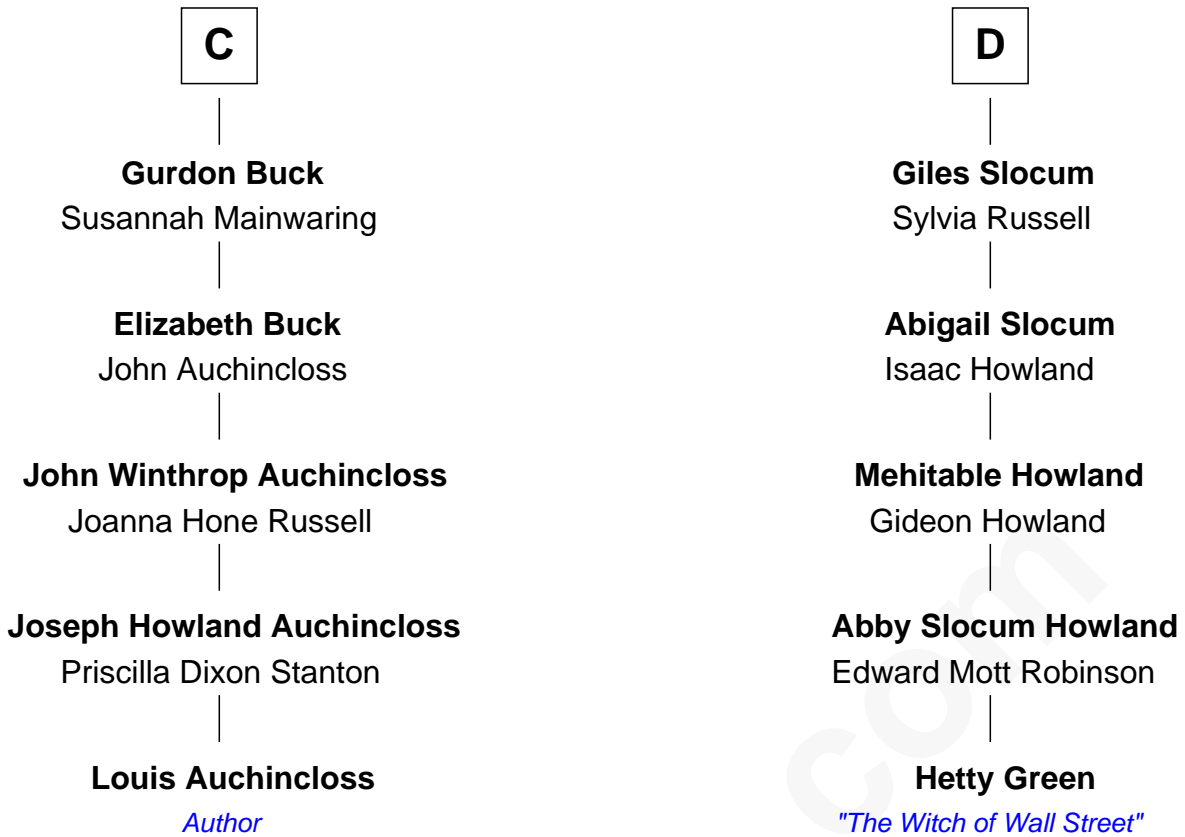 C
Gurdon Buck
Susannah Mainwaring
Elizabeth Buck
John Auchincloss
John Winthrop Auchincloss
Joanna Hone Russell
Joseph Howland Auchincloss
Priscilla Dixon Stanton
Louis Auchincloss
Author
D
Giles Slocum
Sylvia Russell
Abigail Slocum
Isaac Howland
Mehitable Howland
Gideon Howland
Abby Slocum Howland
Edward Mott Robinson
Hetty Green
"The Witch of Wall Street"
com